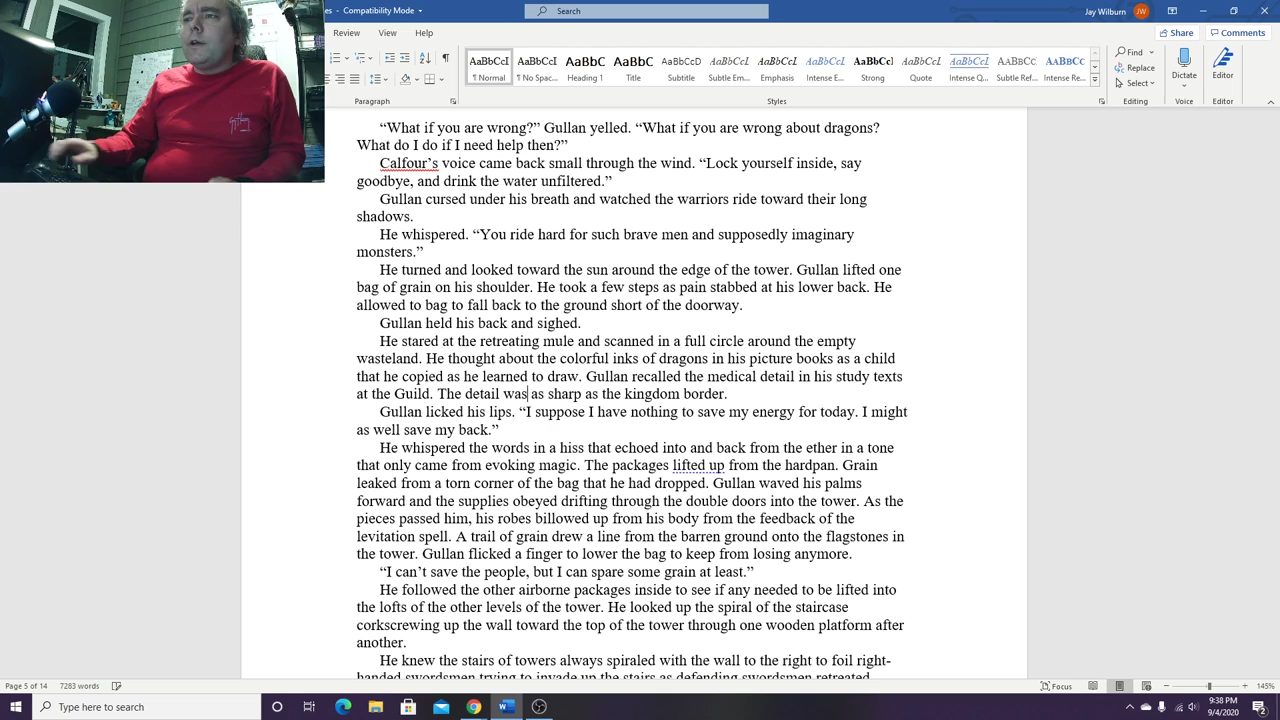 es - Compatibility Mode
Search
Jay Wilburn
JW
Review View Help
Share
Comments
AaBbCcI AaBbCcI AaBbC AaBbC AaBbCcD AaBbCcI AaBbCcI AaBbCcI AaBbCcI AaBbCcI AaBbCcI AABBCC AABBCC
¶ Normal ¶ No Spac... Heading 1 Title Subtitle Subtle Em... Emphasis Intense E... Strong Quote Intense Q... Subtle Ref... Intense Re...
Find
Replace
Select
Dictate
Editor
Paragraph Styles Editing Voice Editor
“What if you are wrong?” Gullan yelled. “What if you are wrong about dragons?
What do I do if I need help then?”
Calfour’s voice came back small through the wind. “Lock yourself inside, say
goodbye, and drink the water unfiltered.”
Gullan cursed under his breath and watched the warriors ride toward their long
shadows.
He whispered. “You ride hard for such brave men and supposedly imaginary
monsters.”
He turned and looked toward the sun around the edge of the tower. Gullan lifted one
bag of grain on his shoulder. He took a few steps as pain stabbed at his lower back. He
allowed to bag to fall back to the ground short of the doorway.
Gullan held his back and sighed.
He stared at the retreating mule and scanned in a full circle around the empty
wasteland. He thought about the colorful inks of dragons in his picture books as a child
that he copied as he learned to draw. Gullan recalled the medical detail in his study texts
at the Guild. The detail was as sharp as the kingdom border.
Gullan licked his lips. “I suppose I have nothing to save my energy for today. I might
as well save my back.”
He whispered the words in a hiss that echoed into and back from the ether in a tone
that only came from evoking magic. The packages lifted up from the hardpan. Grain
leaked from a torn corner of the bag that he had dropped. Gullan waved his palms
forward and the supplies obeyed drifting through the double doors into the tower. As the
pieces passed him, his robes billowed up from his body from the feedback of the
levitation spell. A trail of grain drew a line from the barren ground onto the flagstones in
the tower. Gullan flicked a finger to lower the bag to keep from losing anymore.
“I can’t save the people, but I can spare some grain at least.”
He followed the other airborne packages inside to see if any needed to be lifted into
the lofts of the other levels of the tower. He looked up the spiral of the staircase
corkscrewing up the wall toward the top of the tower through one wooden platform after
another.
He knew the stairs of towers always spiraled with the wall to the right to foil right-
handed swordsmen trying to invade up the stairs as defending swordsmen retreated
Page 5 of 14 7283 words
Focus
145%
Type here to search
9:38 PM
9/4/2020